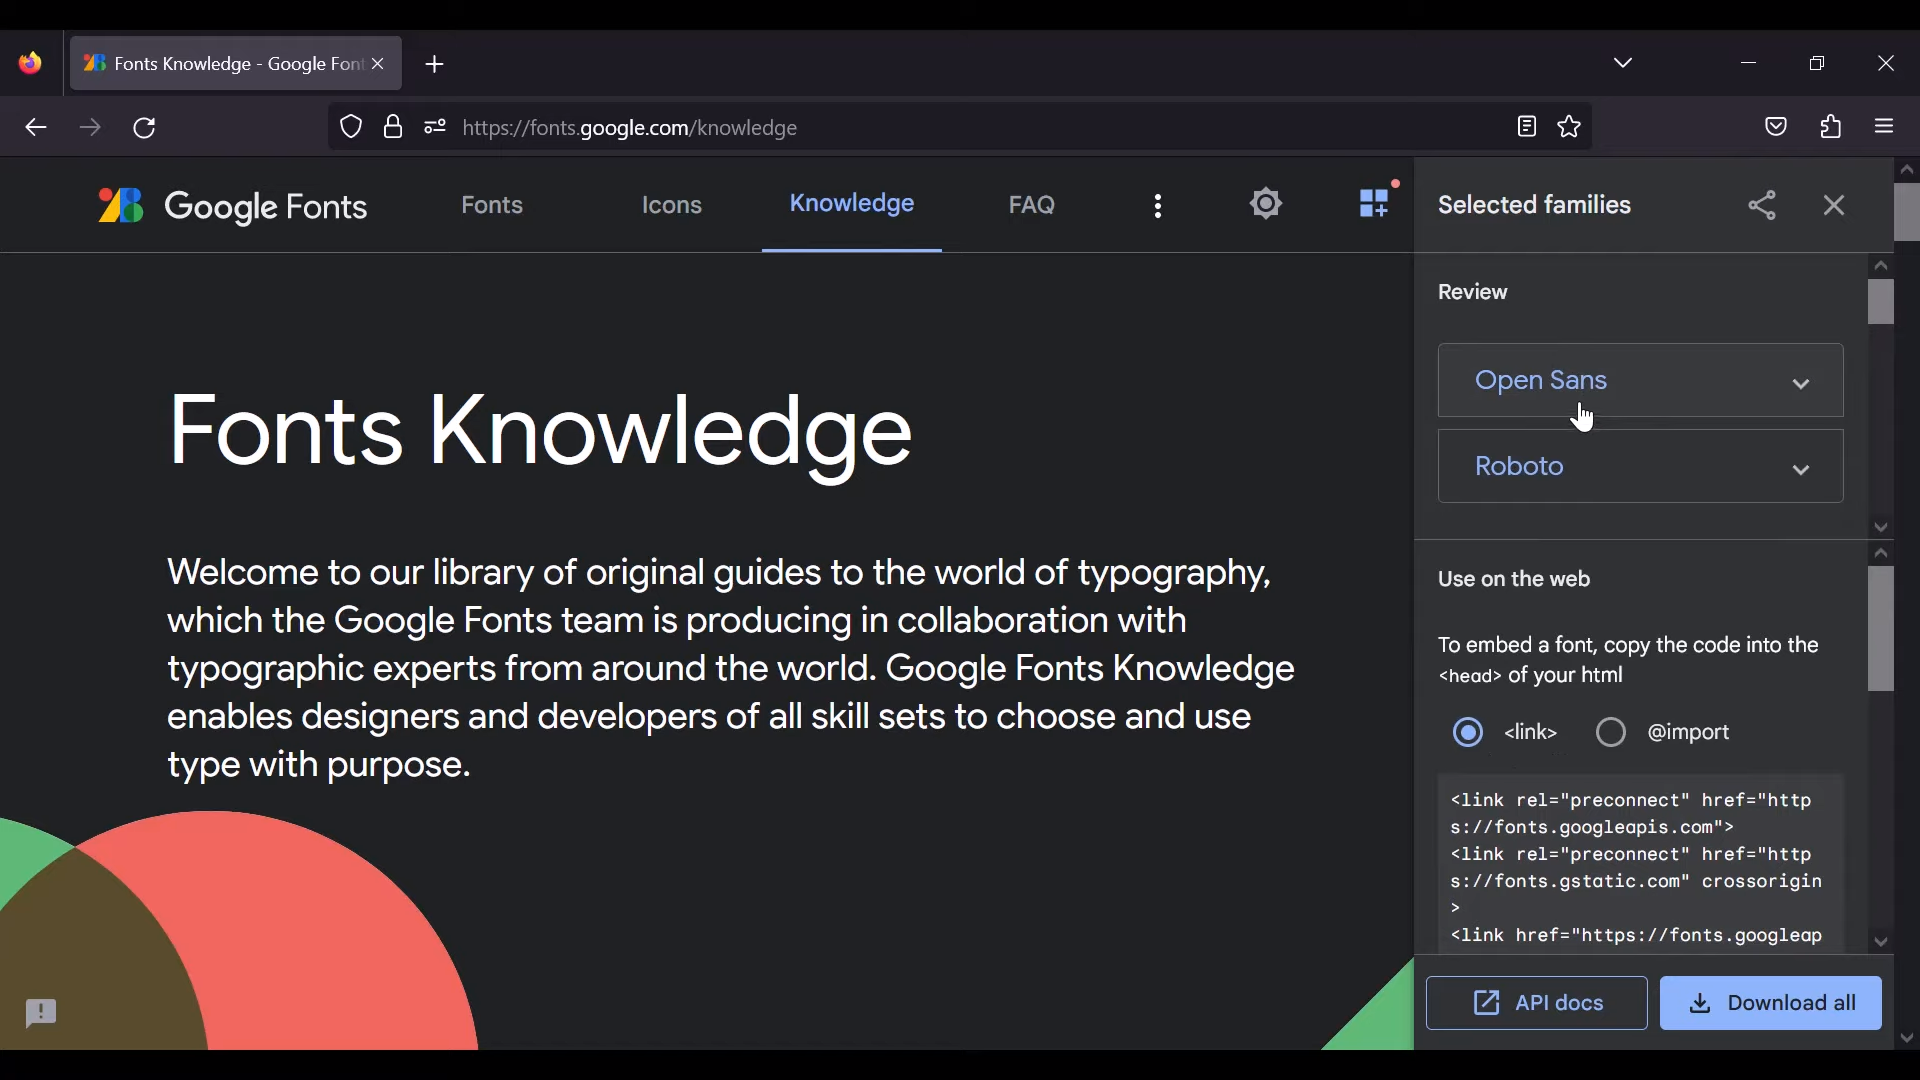 Fonts Knowledge - Google Fon
https://fonts.google.com/knowledge
Google Fonts
Fonts
Icons
Knowledge
FAQ
Selected families
Fonts Knowledge
Welcome to our library of original guides to the world of typography,
which the Google Fonts team is producing in collaboration with
typographic experts from around the world. Google Fonts Knowledge
enables designers and developers of all skill sets to choose and use
type with purpose.
Review
Open Sans
Roboto
Use on the web
To embed a font, copy the code into the
<head> of your html
<link>
@import
<link rel="preconnect" href="http
s://fonts.googleapis.com">
<link rel="preconnect" href="http
s://fonts.gstatic.com" crossorigin
>
<link href="https://fonts.googleap
API docs
Download all